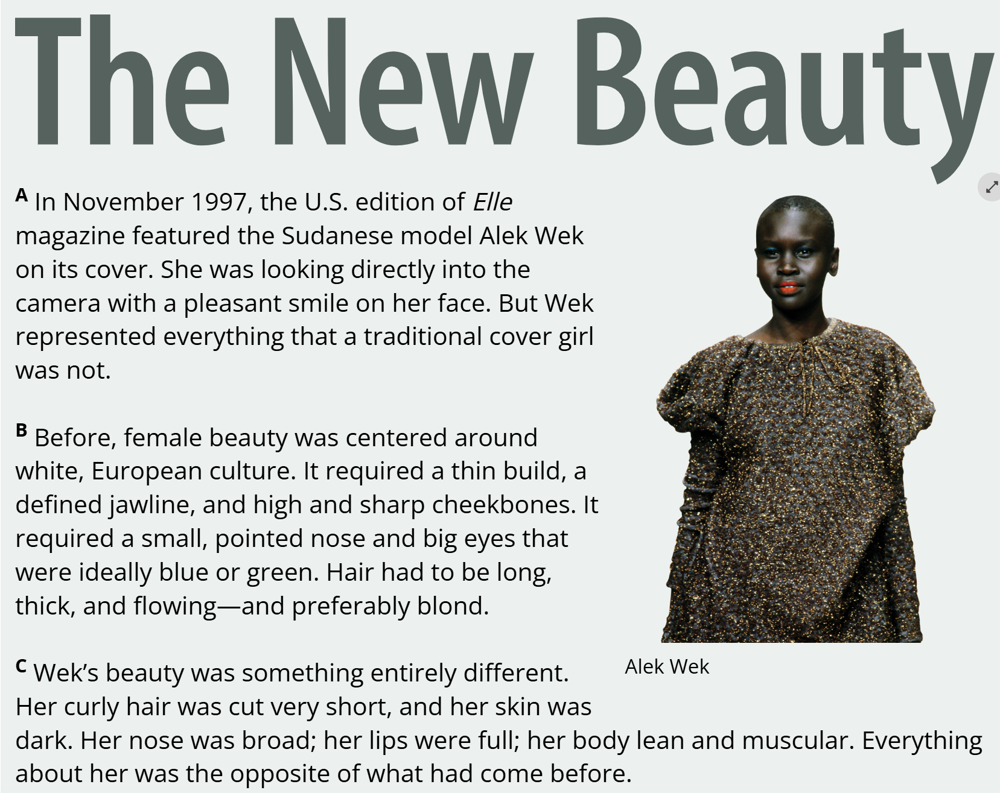 The New Beauty
A In November 1997, the U.S. edition of Elle
magazine featured the Sudanese model Alek Wek
on its cover. She was looking directly into the
camera with a pleasant smile on her face. But Wek
represented everything that a traditional cover girl
was not.
B Before, female beauty was centered around
white, European culture. It required a thin build, a
defined jawline, and high and sharp cheekbones. It
required a small, pointed nose and big eyes that
were ideally blue or green. Hair had to be long,
thick, and flowing—and preferably blond.
C Wek’s beauty was something entirely different.
Her curly hair was cut very short, and her skin was
dark. Her nose was broad; her lips were full; her body lean and muscular. Everything
about her was the opposite of what had come before.
Alek Wek